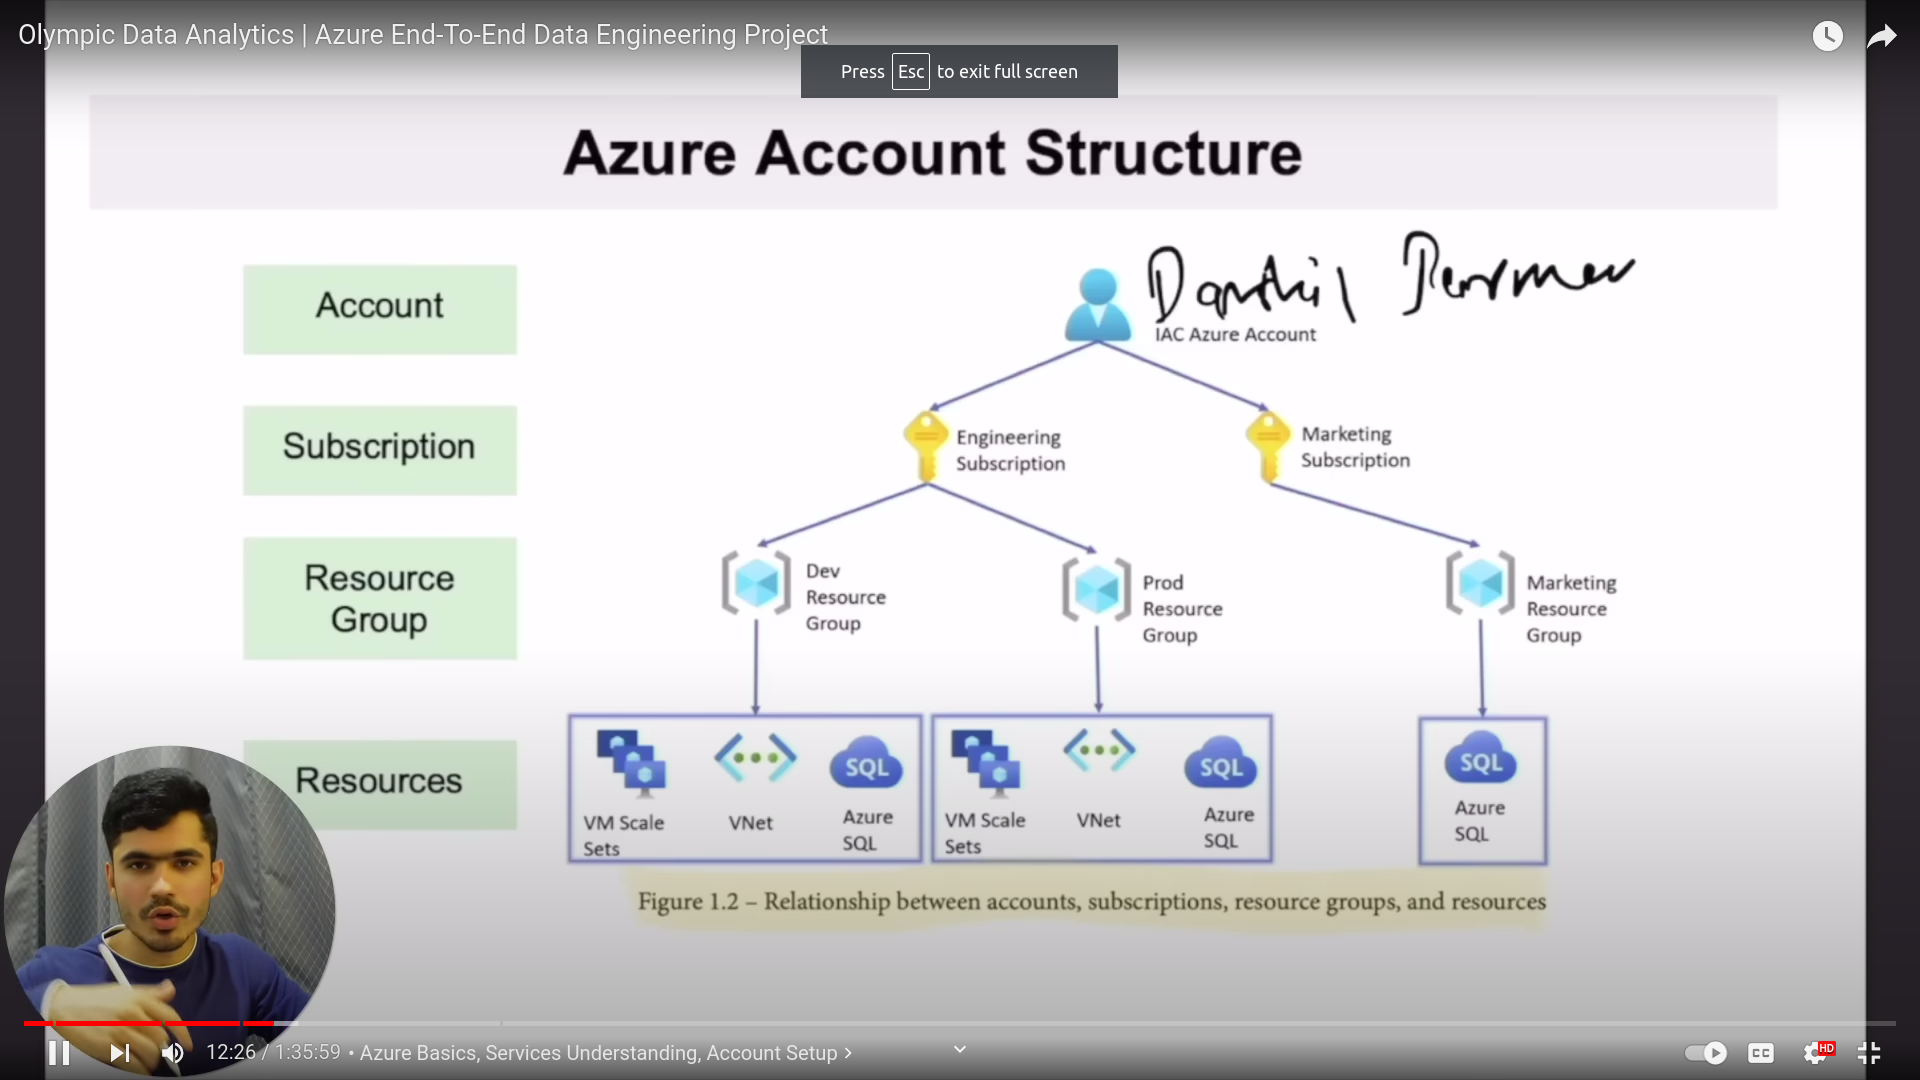 Olympic Data Analytics | Azure End-To-End Data Engineering Project
Press Esc to exit full screen
Azure Account Structure
Account
IAC Azure Account
Subscription
Engineering
Subscription
Marketing
Subscription
Resource
Group
Dev
Resource
Group
Prod
Resource
Group
Marketing
Resource
Group
Resources
VM Scale
Sets
VNet
SQL
Azure
SQL
VM Scale
Sets
VNet
SQL
Azure
SQL
SQL
Azure
SQL
Figure 1.2 – Relationship between accounts, subscriptions, resource groups, and resources
12:26 / 1:35:59 • Azure Basics, Services Understanding, Account Setup
CC
HD